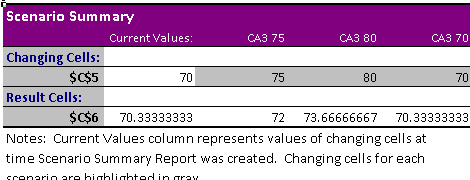 Scenario Summary
Current Values: CA3 75 CA3 80 CA3 70
Changing Cells:
$C$5 70 75 80 70
Result Cells:
$C$6 70.33333333 72 73.66666667 70.33333333
Notes: Current Values column represents values of changing cells at
time Scenario Summary Report was created. Changing cells for each
scenario are highlighted in gray.